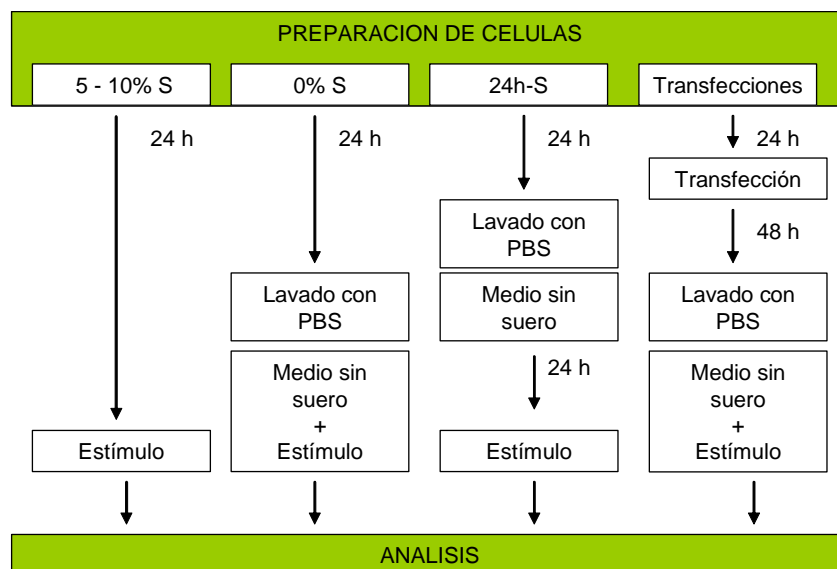 PREPARACION DE CELULAS
5 - 10% S
0% S
24h-S
Transfecciones
24 h
24 h
24 h
24 h
Transfección
48 h
Lavado con
PBS
Medio sin
suero
24 h
Lavado con
PBS
Medio sin
suero
+
Estímulo
Lavado con
PBS
Medio sin
suero
+
Estímulo
Estímulo
Estímulo
ANALISIS